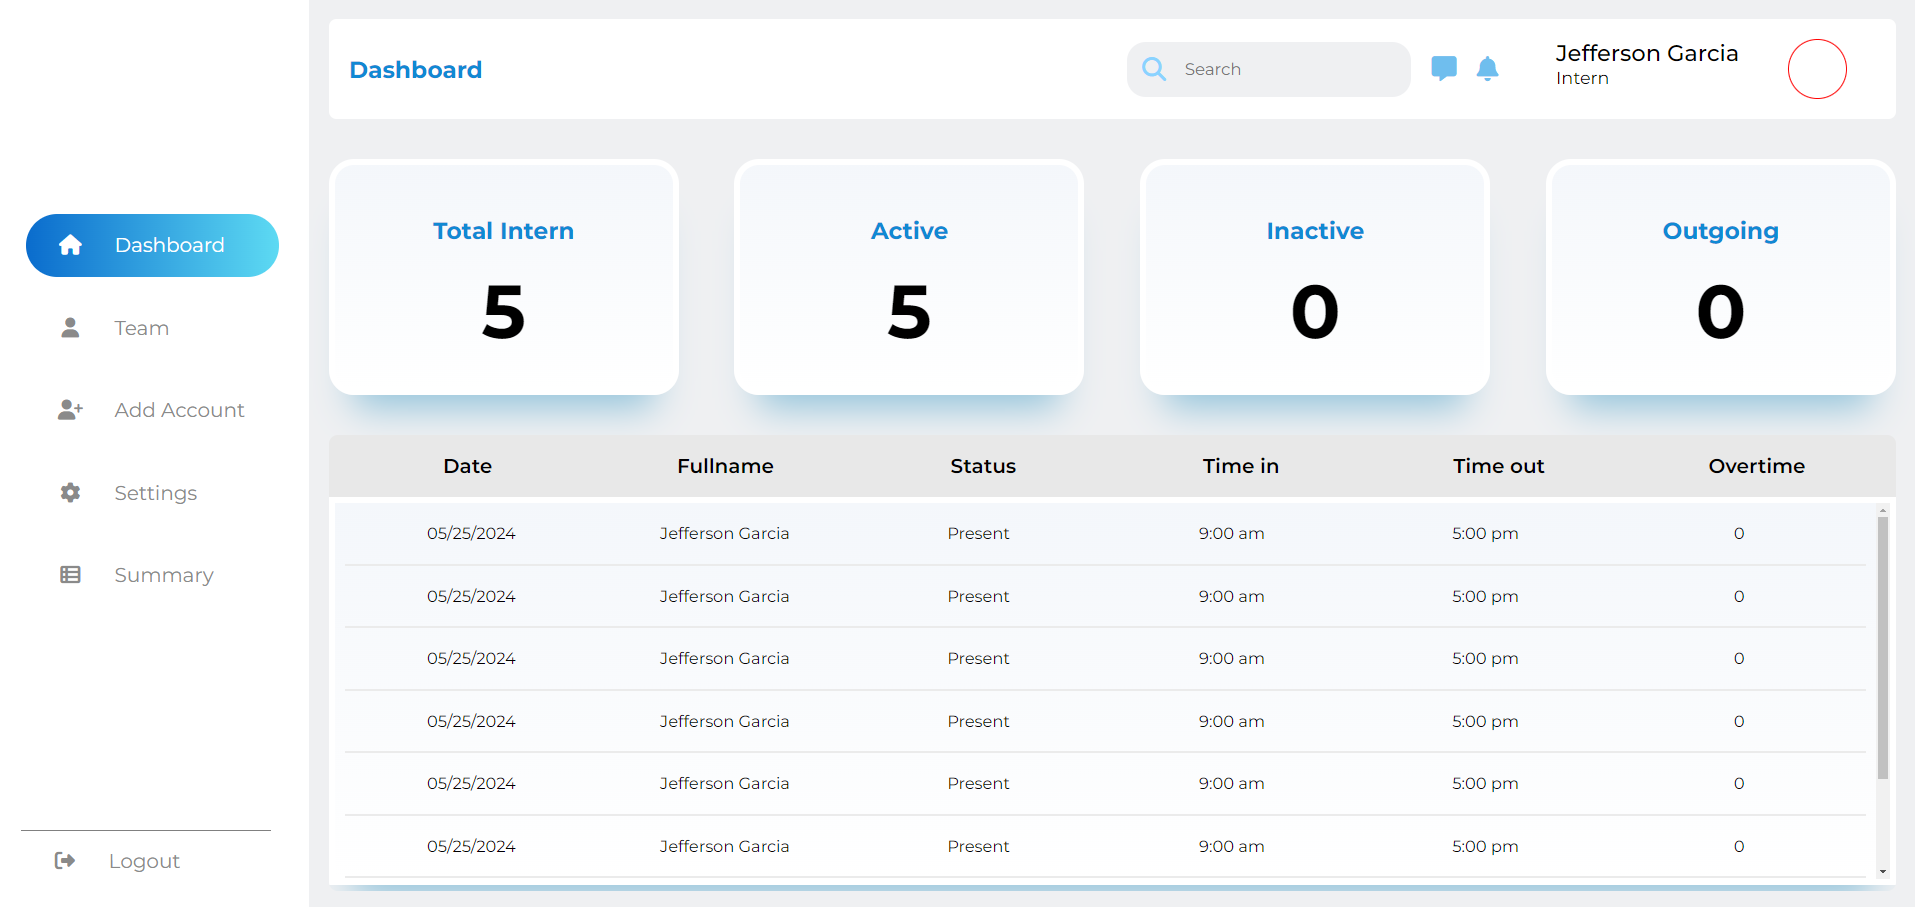 Dashboard
Search
Jefferson Garcia
Intern
Dashboard
Team
Add Account
Settings
Summary
Logout
Total Intern
5
Active
5
Inactive
0
Outgoing
0
Date Fullname Status Time in Time out Overtime
05/25/2024 Jefferson Garcia Present 9:00 am 5:00 pm 0
05/25/2024 Jefferson Garcia Present 9:00 am 5:00 pm 0
05/25/2024 Jefferson Garcia Present 9:00 am 5:00 pm 0
05/25/2024 Jefferson Garcia Present 9:00 am 5:00 pm 0
05/25/2024 Jefferson Garcia Present 9:00 am 5:00 pm 0
05/25/2024 Jefferson Garcia Present 9:00 am 5:00 pm 0